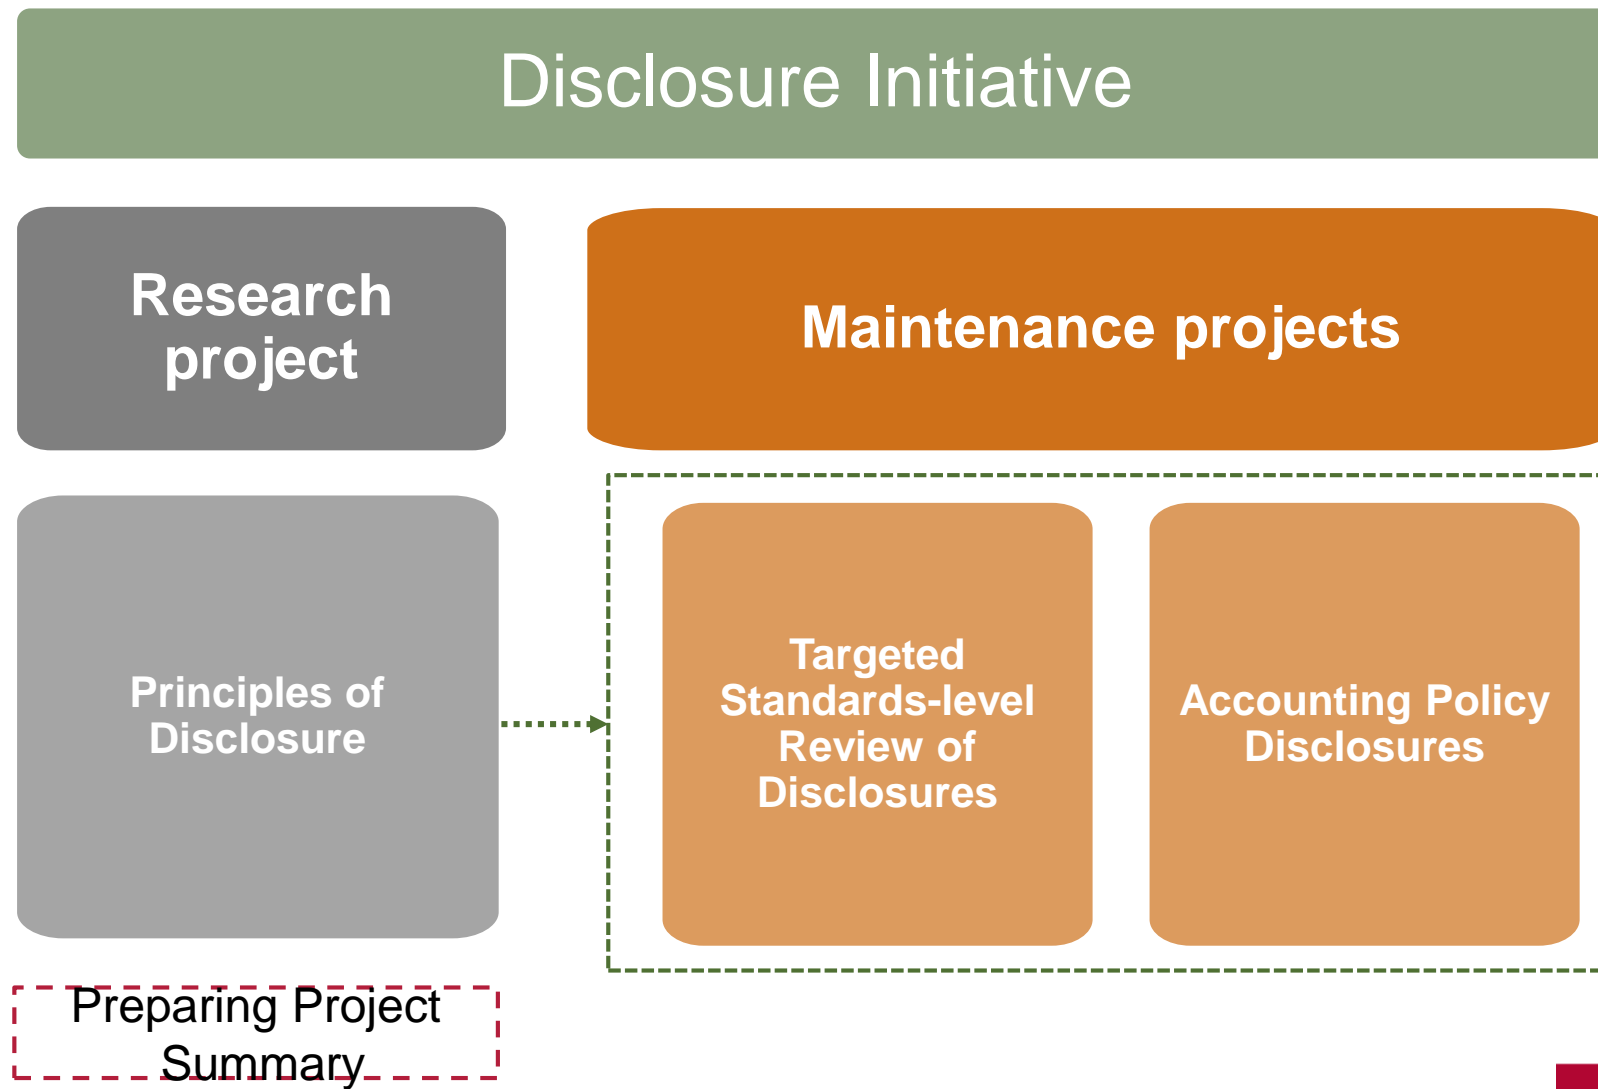 Disclosure Initiative
Research
project
Maintenance projects
Principles of
Disclosure
Targeted
Standards-level
Review of
Disclosures
Accounting Policy
Disclosures
Preparing Project
Summary